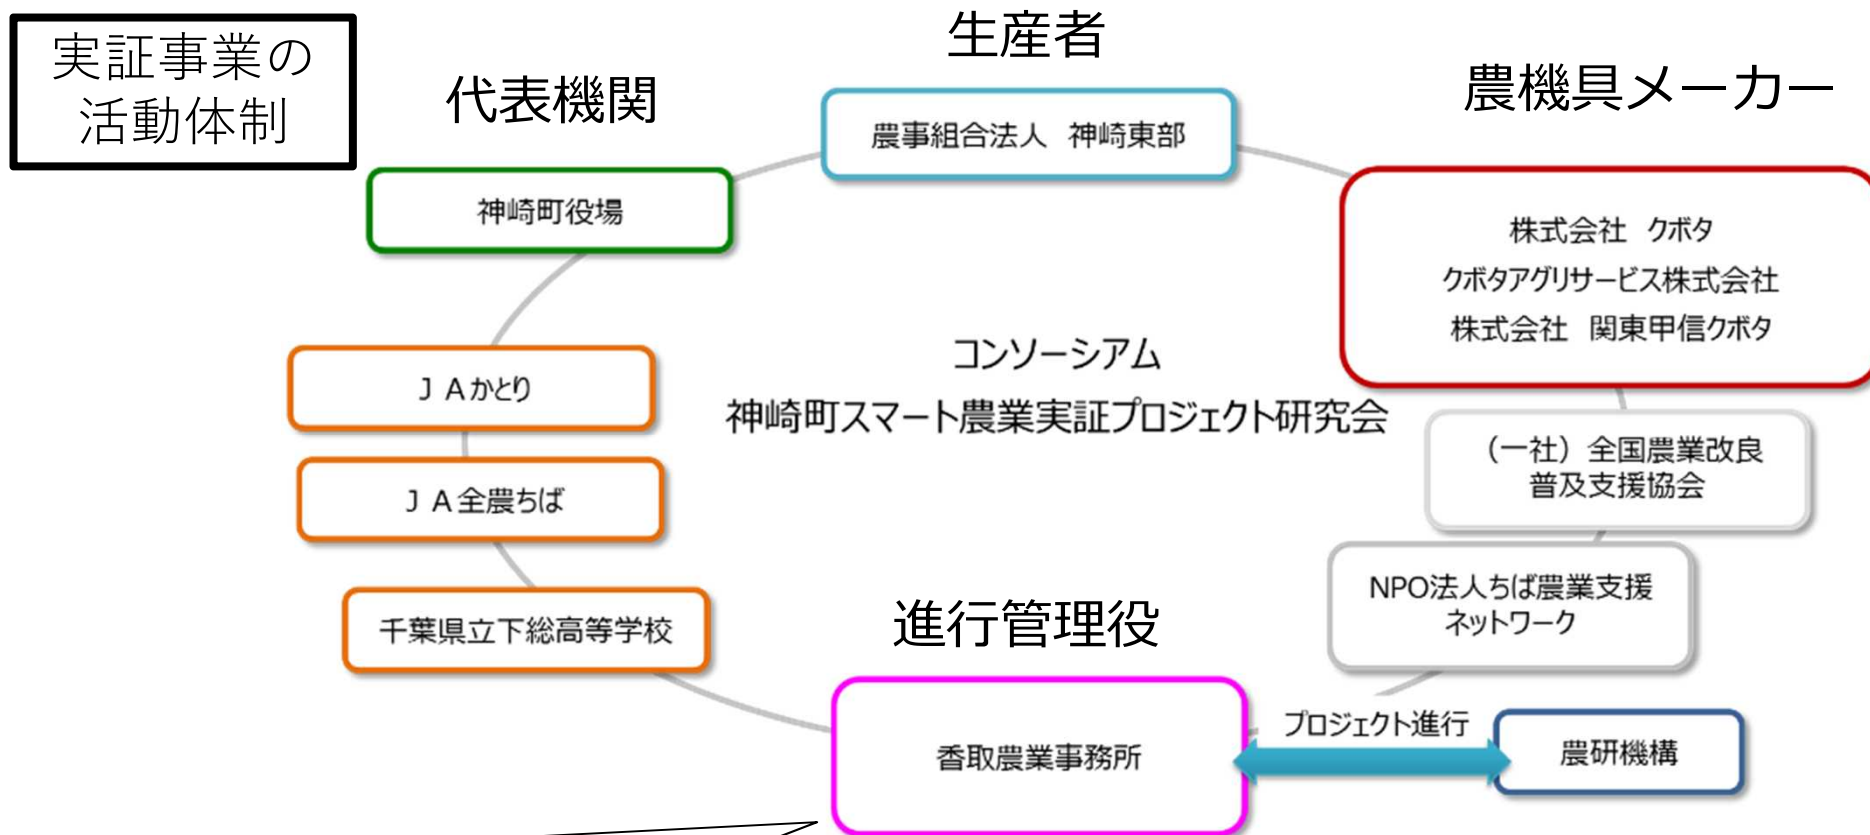 実証事業の
活動体制
代表機関
生産者
農機具メーカー
農事組合法人　神崎東部
神崎町役場
株式会社　クボタ
クボタアグリサービス株式会社
株式会社　関東甲信クボタ
コンソーシアム
神崎町スマート農業実証プロジェクト研究会
ＪＡかとり
（一社）全国農業改良
普及支援協会
ＪＡ全農ちば
NPO法人ちば農業支援
ネットワーク
千葉県立下総高等学校
進行管理役
香取農業事務所
プロジェクト進行
農研機構